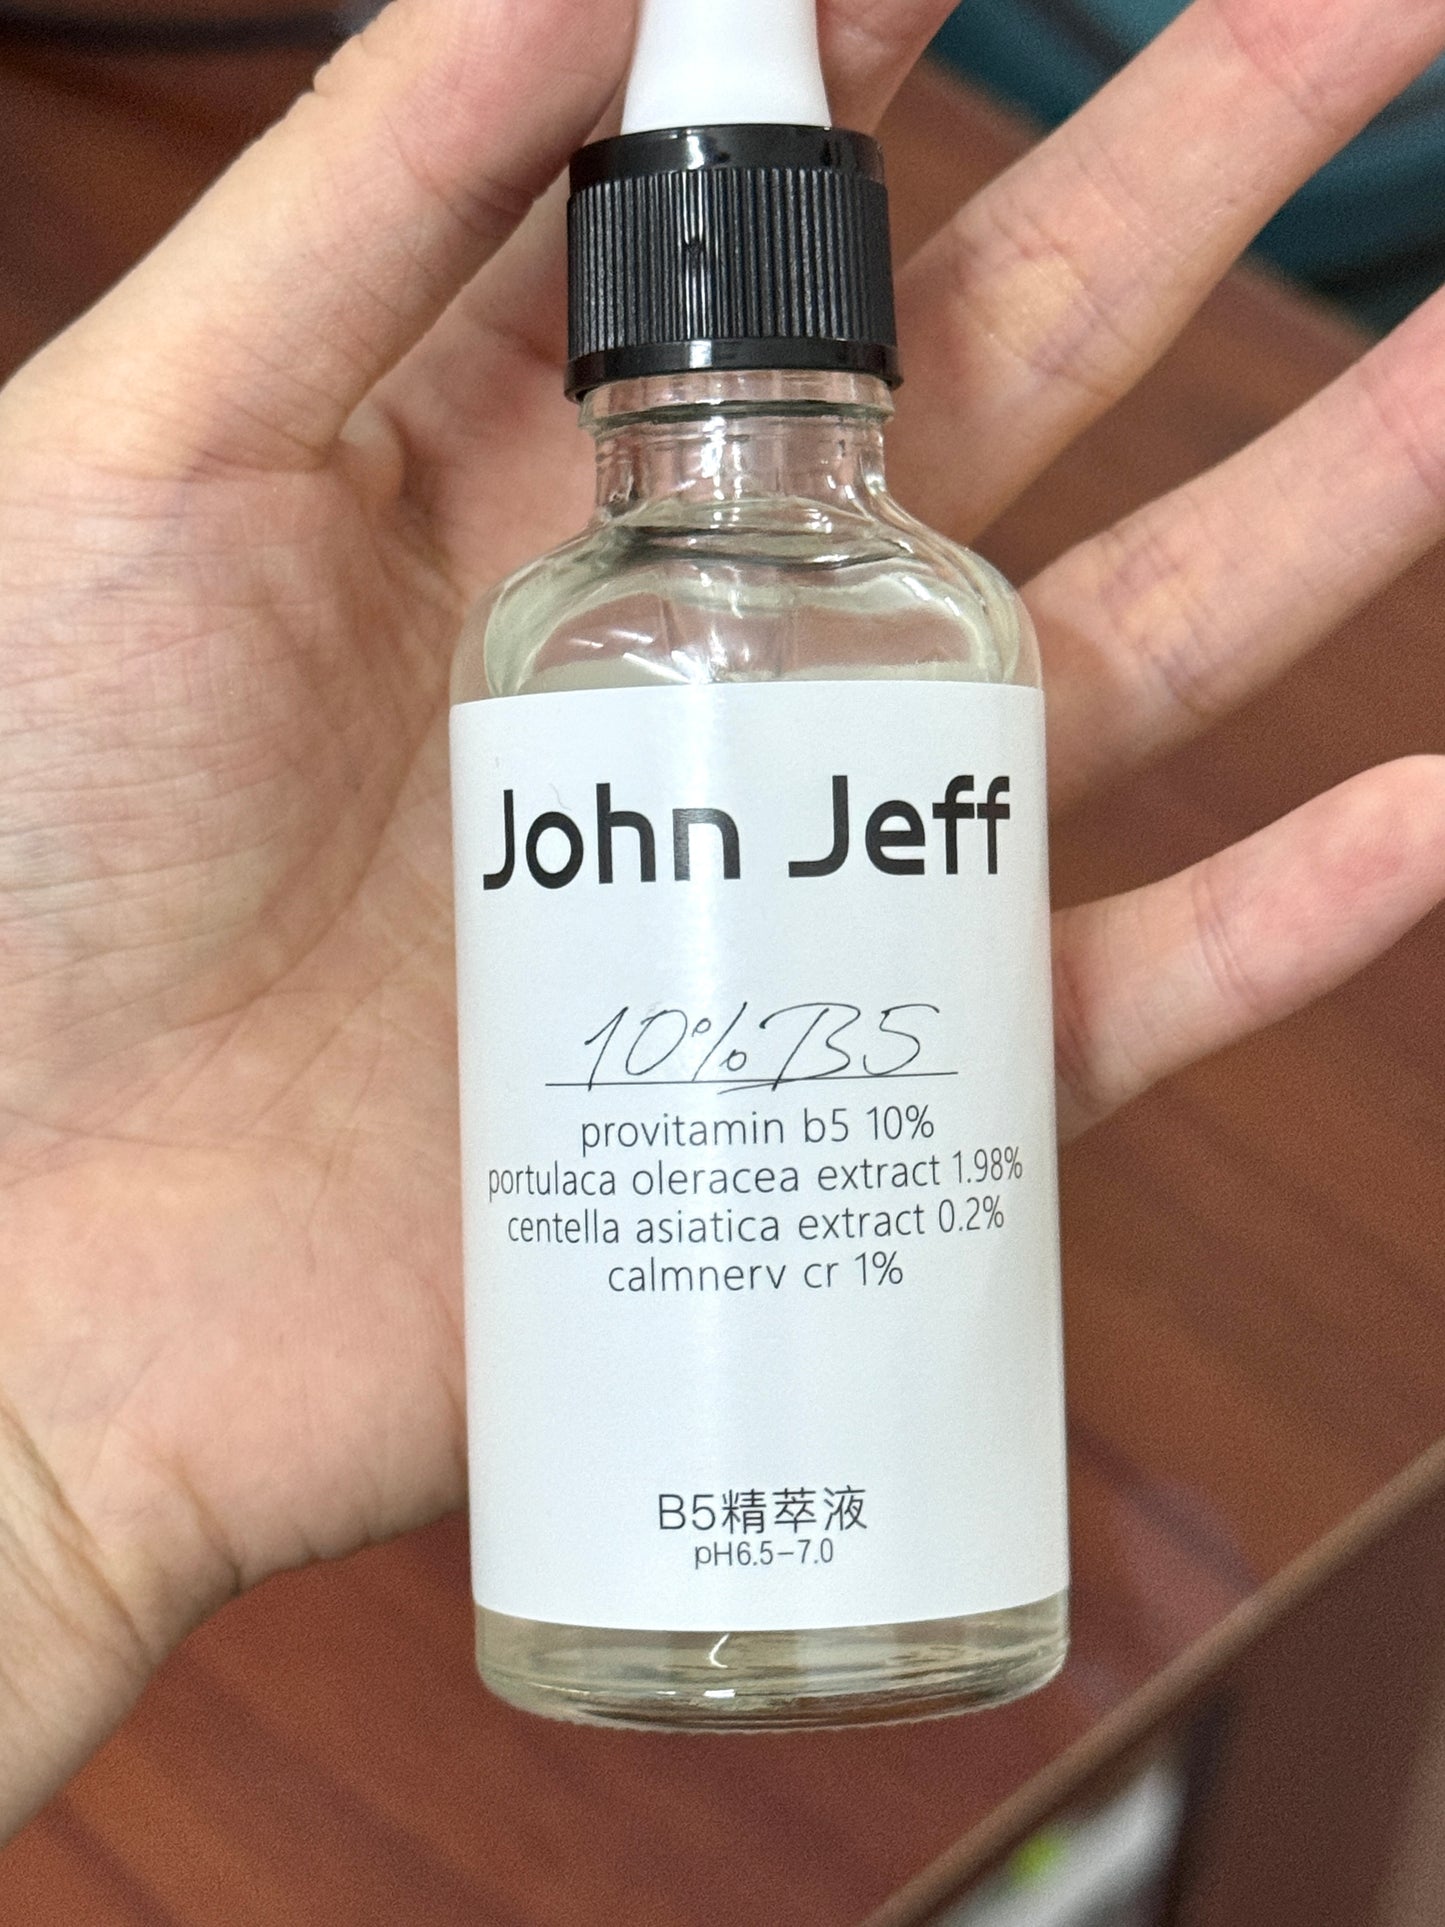 John Jeff
10% B5
provitamin b5 10%
portulaca oleracea extract 1.98%
centella asiatica extract 0.2%
calmnerv cr 1%
B5精萃液
pH6.5-7.0